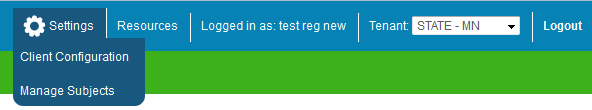 Settings Resources Logged in as: test reg new Tenant: STATE - MN Logout
Client Configuration
Manage Subjects